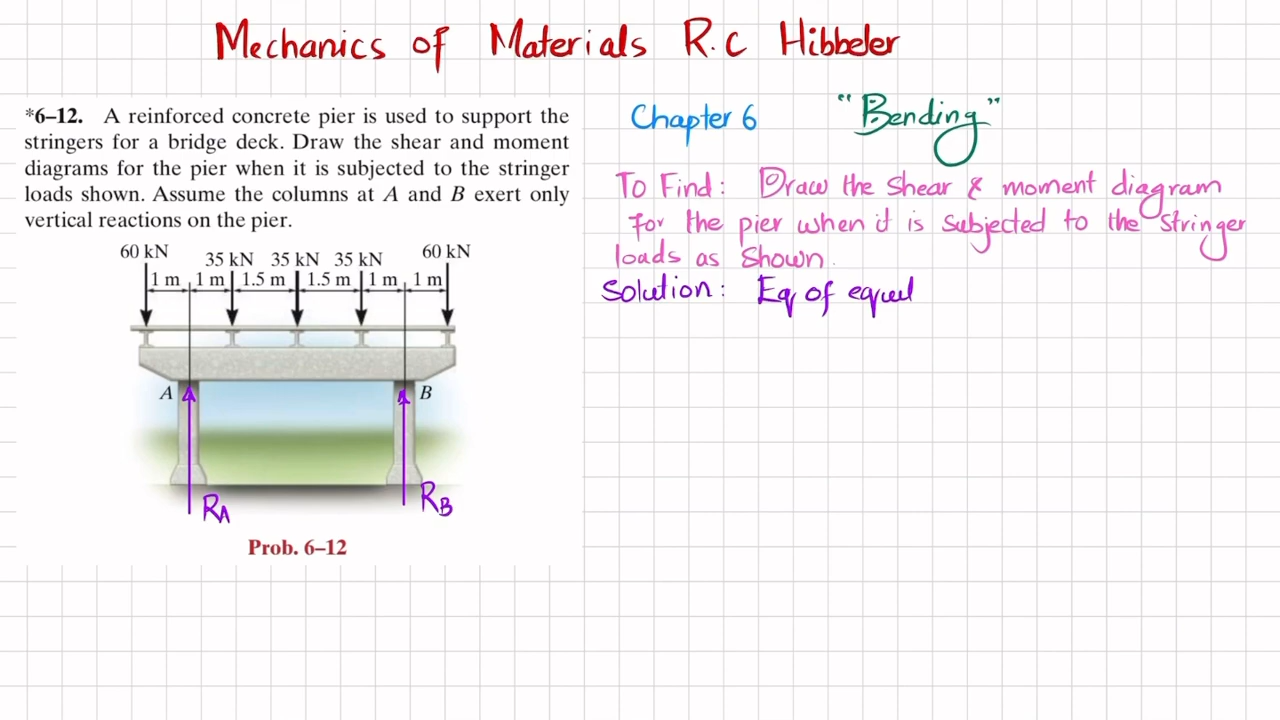 Mechanics of Materials R.C Hibbeler
*6–12. A reinforced concrete pier is used to support the
stringers for a bridge deck. Draw the shear and moment
diagrams for the pier when it is subjected to the stringer
loads shown. Assume the columns at A and B exert only
vertical reactions on the pier.
60 kN 35 kN 35 kN 35 kN 60 kN
1 m 1 m 1.5 m 1.5 m 1 m 1 m
A B
RA RB
Prob. 6–12
Chapter 6 "Bending"
To Find: Draw the Shear & moment diagram
for the pier when it is subjected to the stringer
loads as Shown.
Solution: Eq of equil